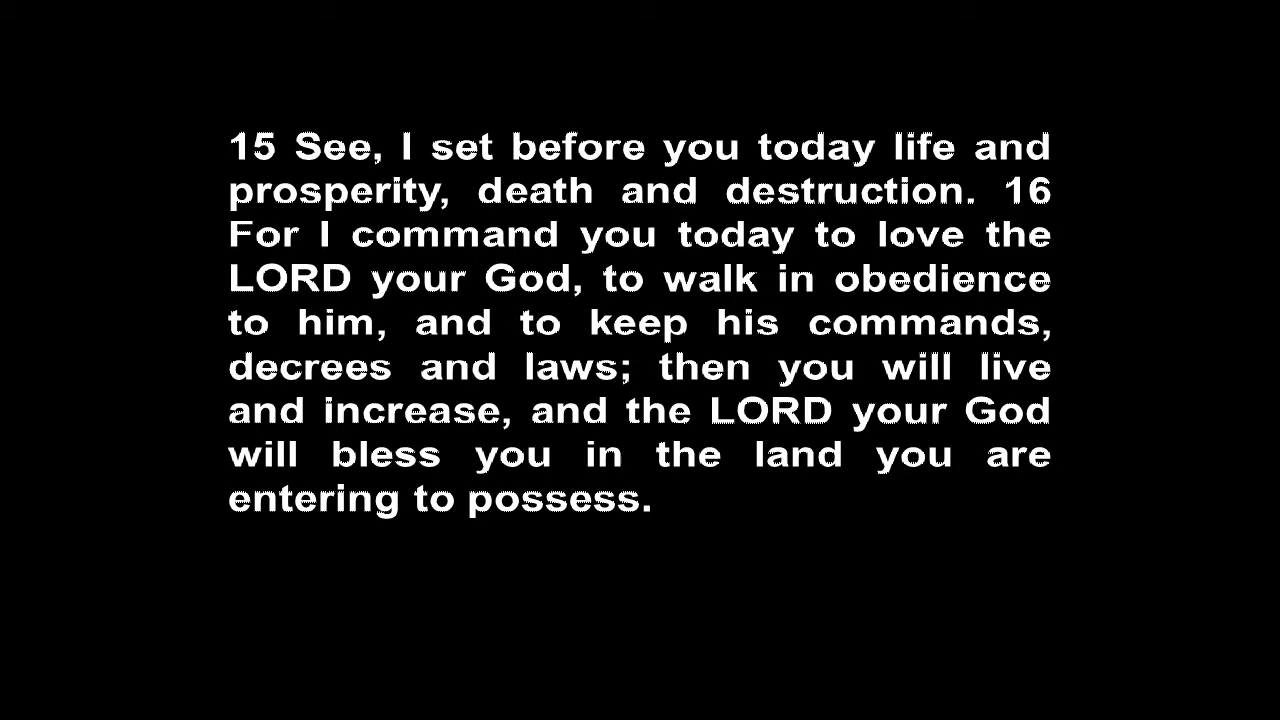 15 See, I set before you today life and
prosperity, death and destruction. 16
For I command you today to love the
LORD your God, to walk in obedience
to him, and to keep his commands,
decrees and laws; then you will live
and increase, and the LORD your God
will bless you in the land you are
entering to possess.